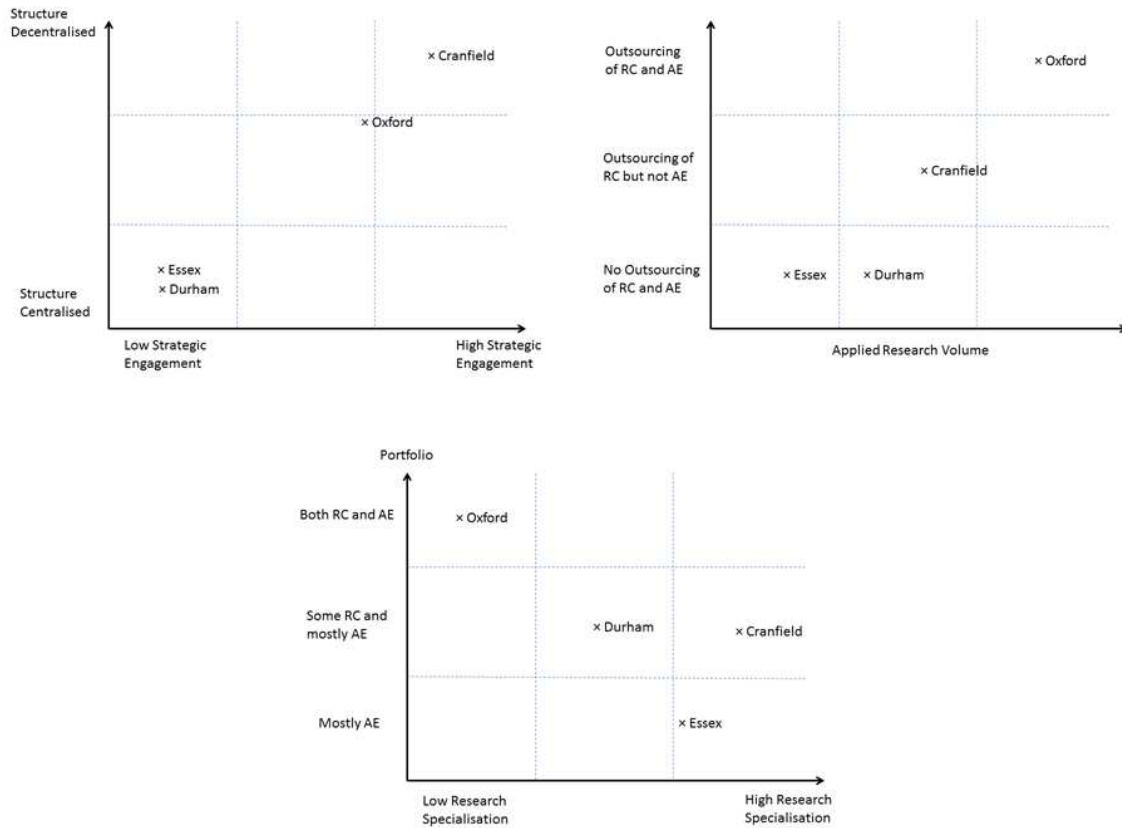 Structure
Decentralised
× Cranfield
× Oxford
× Essex
× Durham
Structure
Centralised
Low Strategic
Engagement
High Strategic
Engagement
Outsourcing
of RC and AE
× Oxford
Outsourcing of
RC but not AE
× Cranfield
No Outsourcing
of RC and AE
× Essex
× Durham
Applied Research Volume
Portfolio
Both RC and AE
× Oxford
Some RC and
mostly AE
× Durham
× Cranfield
Mostly AE
× Essex
Low Research
Specialisation
High Research
Specialisation